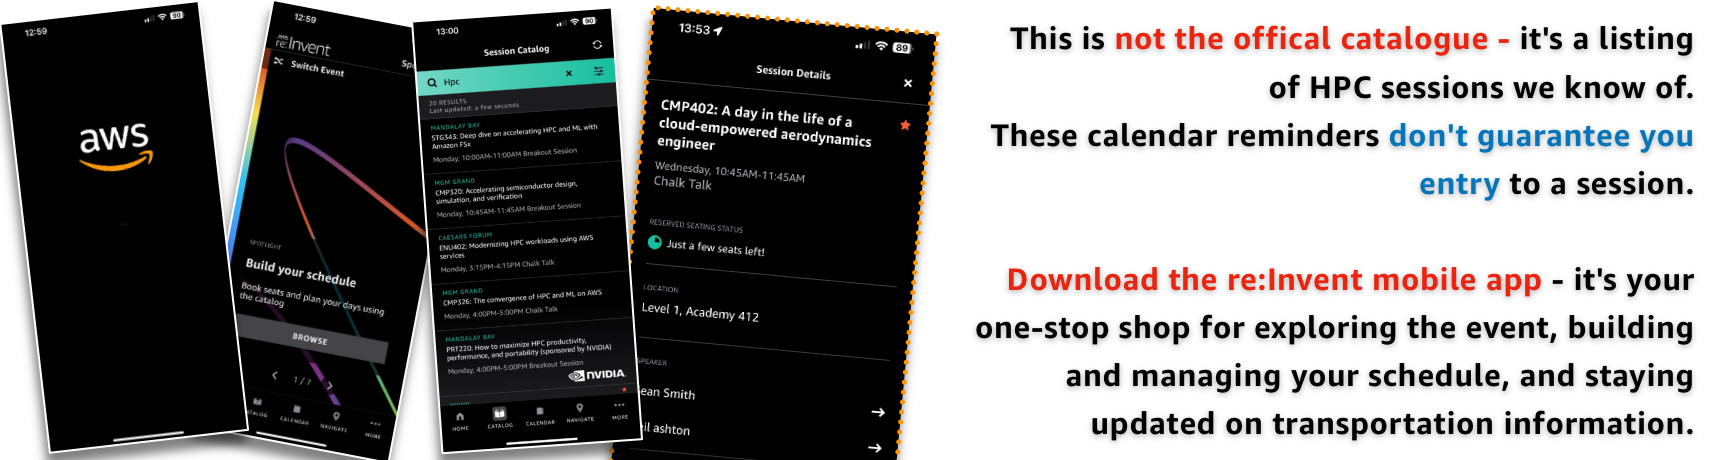 12:59
90
aws
12:59
aws
re:Invent
Switch Event
SPOTLIGHT
Build your schedule
Book seats and plan your days using
the catalog
BROWSE
1/7
CALENDAR
NAVIGATE
MORE
13:00
90
Session Catalog
Hpc
20 RESULTS
Last updated: a few seconds
MANDALAY BAY
STG343: Deep dive on accelerating HPC and ML with
Amazon FSx
Monday, 10:00AM-11:00AM Breakout Session
MGM GRAND
CMP320: Accelerating semiconductor design,
simulation, and verification
Monday, 10:45AM-11:45AM Breakout Session
CAESARS FORUM
ENU402: Modernizing HPC workloads using AWS
services
Monday, 3:15PM-4:15PM Chalk Talk
MGM GRAND
CMP326: The convergence of HPC and ML on AWS
Monday, 4:00PM-5:00PM Chalk Talk
MANDALAY BAY
PRT220: How to maximize HPC productivity,
performance, and portability (sponsored by NVIDIA)
Monday, 4:00PM-5:00PM Breakout Session
NVIDIA.
HOME
CATALOG
CALENDAR
NAVIGATE
MORE
13:53
89
Session Details
CMP402: A day in the life of a
cloud-empowered aerodynamics
engineer
Wednesday, 10:45AM-11:45AM
Chalk Talk
RESERVED SEATING STATUS
Just a few seats left!
LOCATION
Level 1, Academy 412
SPEAKER
ean Smith
il ashton
This is not the offical catalogue - it's a listing
of HPC sessions we know of.
These calendar reminders don't guarantee you
entry to a session.
Download the re:Invent mobile app - it's your
one-stop shop for exploring the event, building
and managing your schedule, and staying
updated on transportation information.